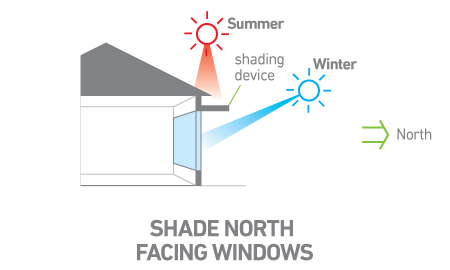 Summer
shading
device
Winter
North
SHADE NORTH
FACING WINDOWS